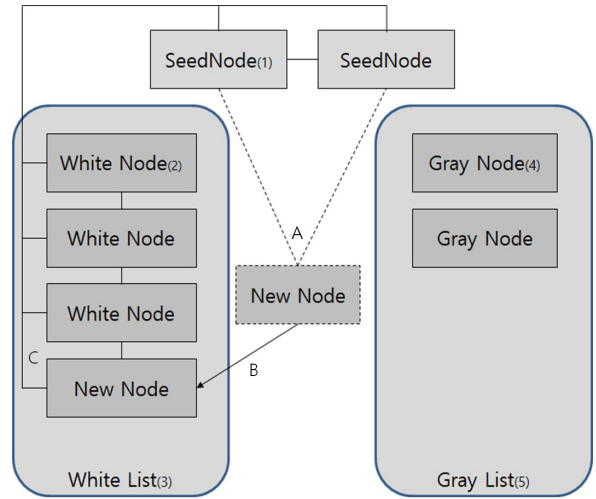 SeedNode(1)
SeedNode
White Node(2)
White Node
White Node
New Node
White List(3)
A
New Node
B
C
Gray Node(4)
Gray Node
Gray List(5)